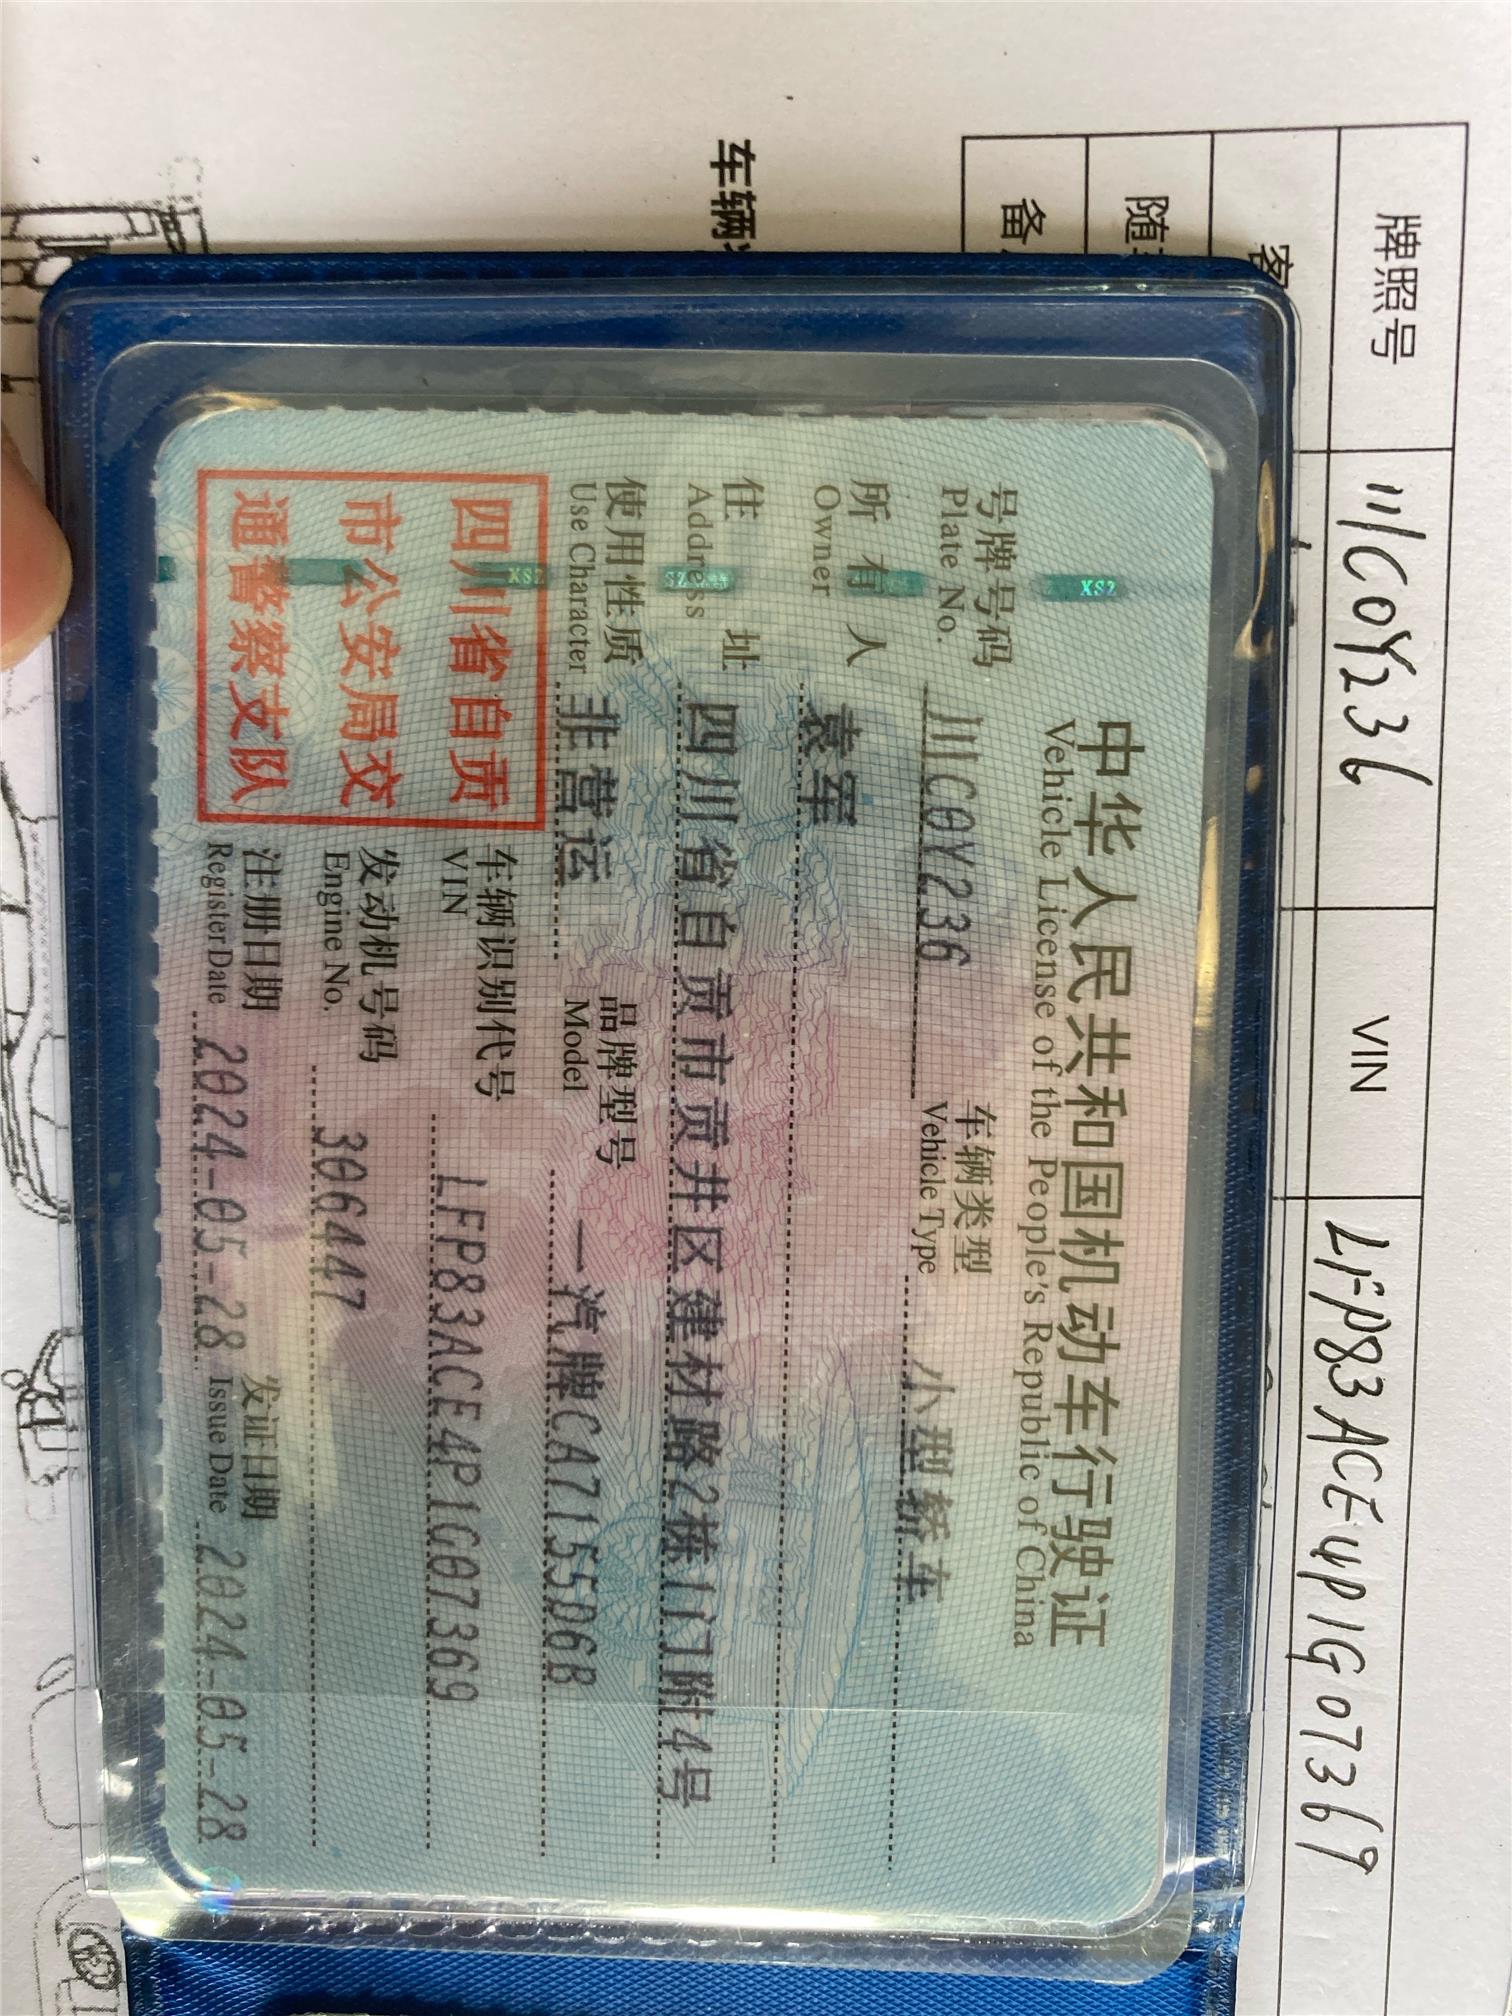 牌照号 川C0Y236 VIN LFP83ACE4P1G07369
客
随
备
车辆
中华人民共和国机动车行驶证
Vehicle License of the People's Republic of China
号牌号码 川C0Y236 车辆类型 小型轿车
Plate No. Vehicle Type
所有人 袁军
Owner
住址 四川省自贡市贡井区建材路2栋1门附4号
Address
使用性质 非营运 品牌型号 一汽牌CA7155D6B
Use Character Model
四川省自贡
市公安局交
通警察支队
车辆识别代号 LFP83ACE4P1G07369
VIN
发动机号码 306447
Engine No.
注册日期 2024-05-28 发证日期 2024-05-28
Register Date Issue Date
XS2
XS2